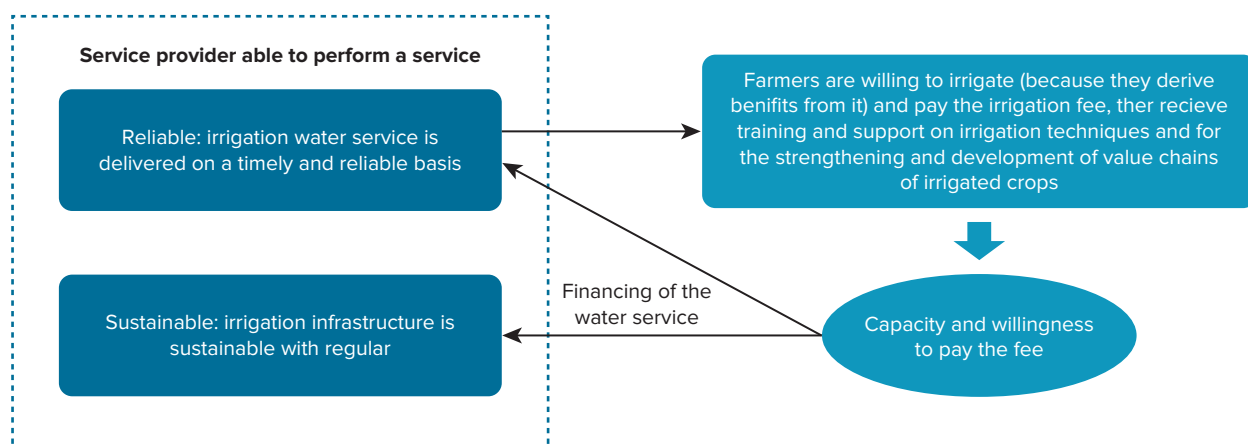 Service provider able to perform a service
Reliable: irrigation water service is
delivered on a timely and reliable basis
Farmers are willing to irrigate (because they derive
benifits from it) and pay the irrigation fee, ther recieve
training and support on irrigation techniques and for
the strengthening and development of value chains
of irrigated crops
Sustainable: irrigation infrastructure is
sustainable with regular
Financing of the
water service
Capacity and willingness
to pay the fee